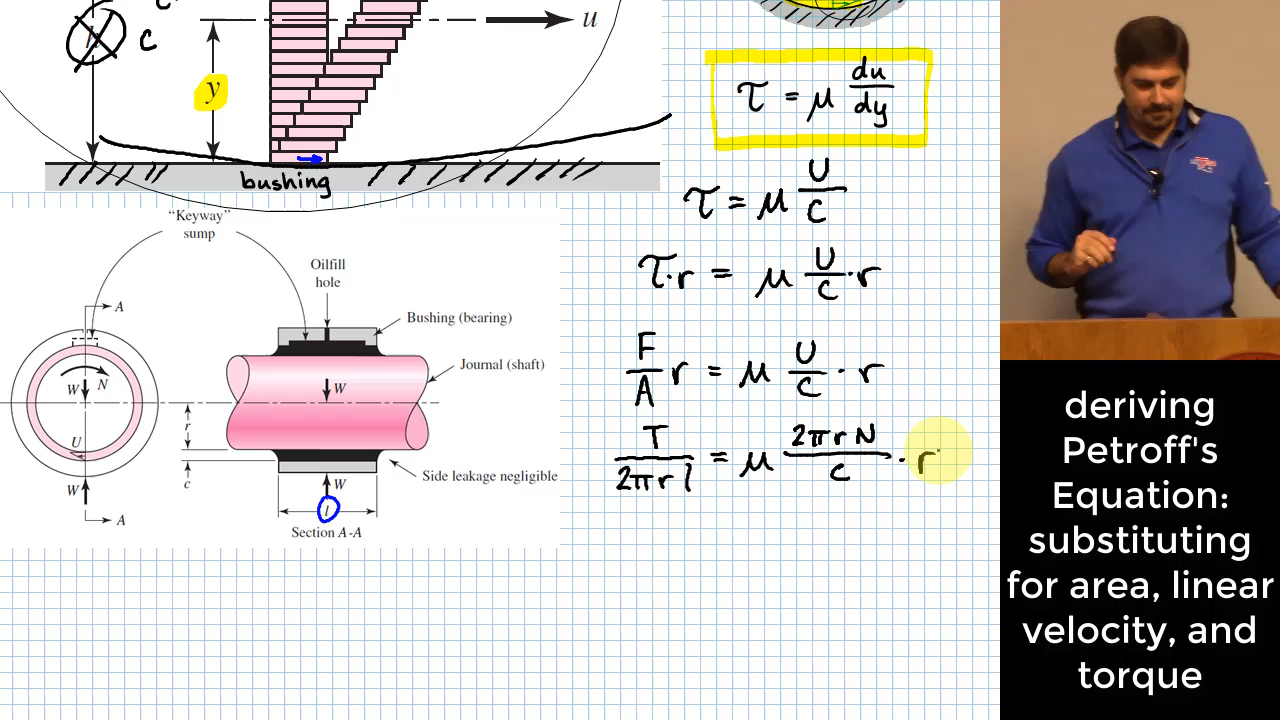 c
u
y
bushing
τ = μ du/dy
τ = μ U/C
τ·r = μ U/C · r
F/A r = μ U/C · r
T/2πrl = μ 2πrN/C · r
"Keyway"
sump
Oilfill
hole
A
Bushing (bearing)
Journal (shaft)
W
N
W
r
U
c
Side leakage negligible
W
W
l
A
Section A-A
deriving
Petroff's
Equation:
substituting
for area, linear
velocity, and
torque